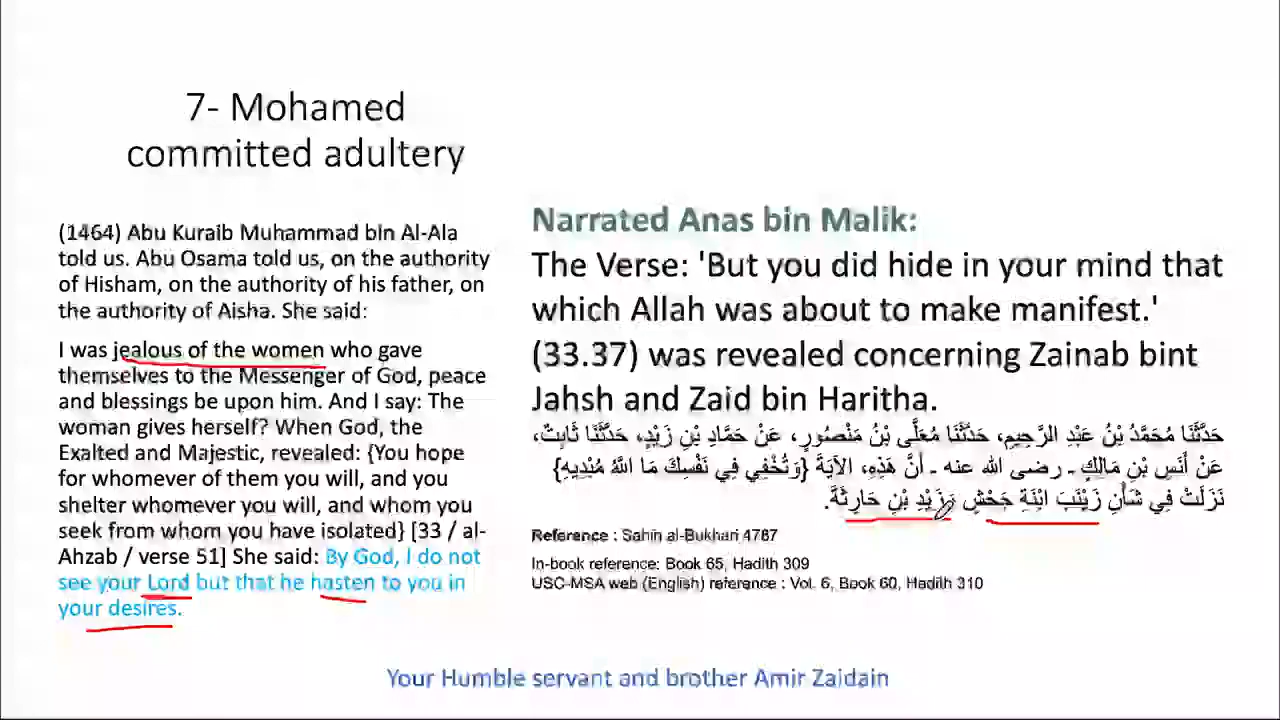 7- Mohamed
committed adultery
(1464) Abu Kuraib Muhammad bin Al-Ala
told us. Abu Osama told us, on the authority
of Hisham, on the authority of his father, on
the authority of Aisha. She said:
I was jealous of the women who gave
themselves to the Messenger of God, peace
and blessings be upon him. And I say: The
woman gives herself? When God, the
Exalted and Majestic, revealed: {You hope
for whomever of them you will, and you
shelter whomever you will, and whom you
seek from whom you have isolated} [33 / al-
Ahzab / verse 51] She said: By God, I do not
see your Lord but that he hasten to you in
your desires.
Narrated Anas bin Malik:
The Verse: 'But you did hide in your mind that
which Allah was about to make manifest.'
(33.37) was revealed concerning Zainab bint
Jahsh and Zaid bin Haritha.
حَدَّثَنَا مُحَمَّدُ بْنُ عَبْدِ الرَّحِيمِ، حَدَّثَنَا مُعَلَّى بْنُ مَنْصُورٍ، عَنْ حَمَّادِ بْنِ زَيْدٍ، حَدَّثَنَا ثَابِتٌ،
عَنْ أَنَسِ بْنِ مَالِكٍ ـ رضى الله عنه ـ أَنَّ هَذِهِ، الآيَةَ {وَتُخْفِي فِي نَفْسِكَ مَا اللَّهُ مُبْدِيهِ}
نَزَلَتْ فِي شَأْنِ زَيْنَبَ ابْنَةِ جَحْشٍ وَزَيْدِ بْنِ حَارِثَةَ.
Reference : Sahih al-Bukhari 4787
In-book reference: Book 65, Hadith 309
USC-MSA web (English) reference : Vol. 6, Book 60, Hadith 310
Your Humble servant and brother Amir Zaidain